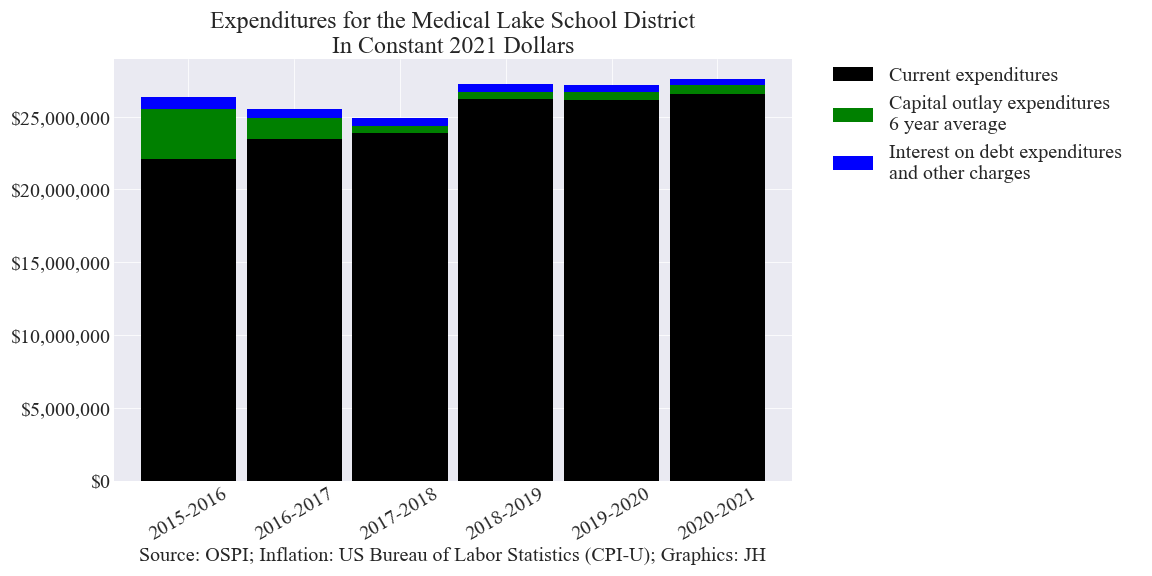 Expenditures for the Medical Lake School District
In Constant 2021 Dollars
Current expenditures
Capital outlay expenditures
6 year average
Interest on debt expenditures
and other charges
$25,000,000
$20,000,000
$15,000,000
$10,000,000
$5,000,000
$0
2015-2016
2016-2017
2017-2018
2018-2019
2019-2020
2020-2021
Source: OSPI; Inflation: US Bureau of Labor Statistics (CPI-U); Graphics: JH